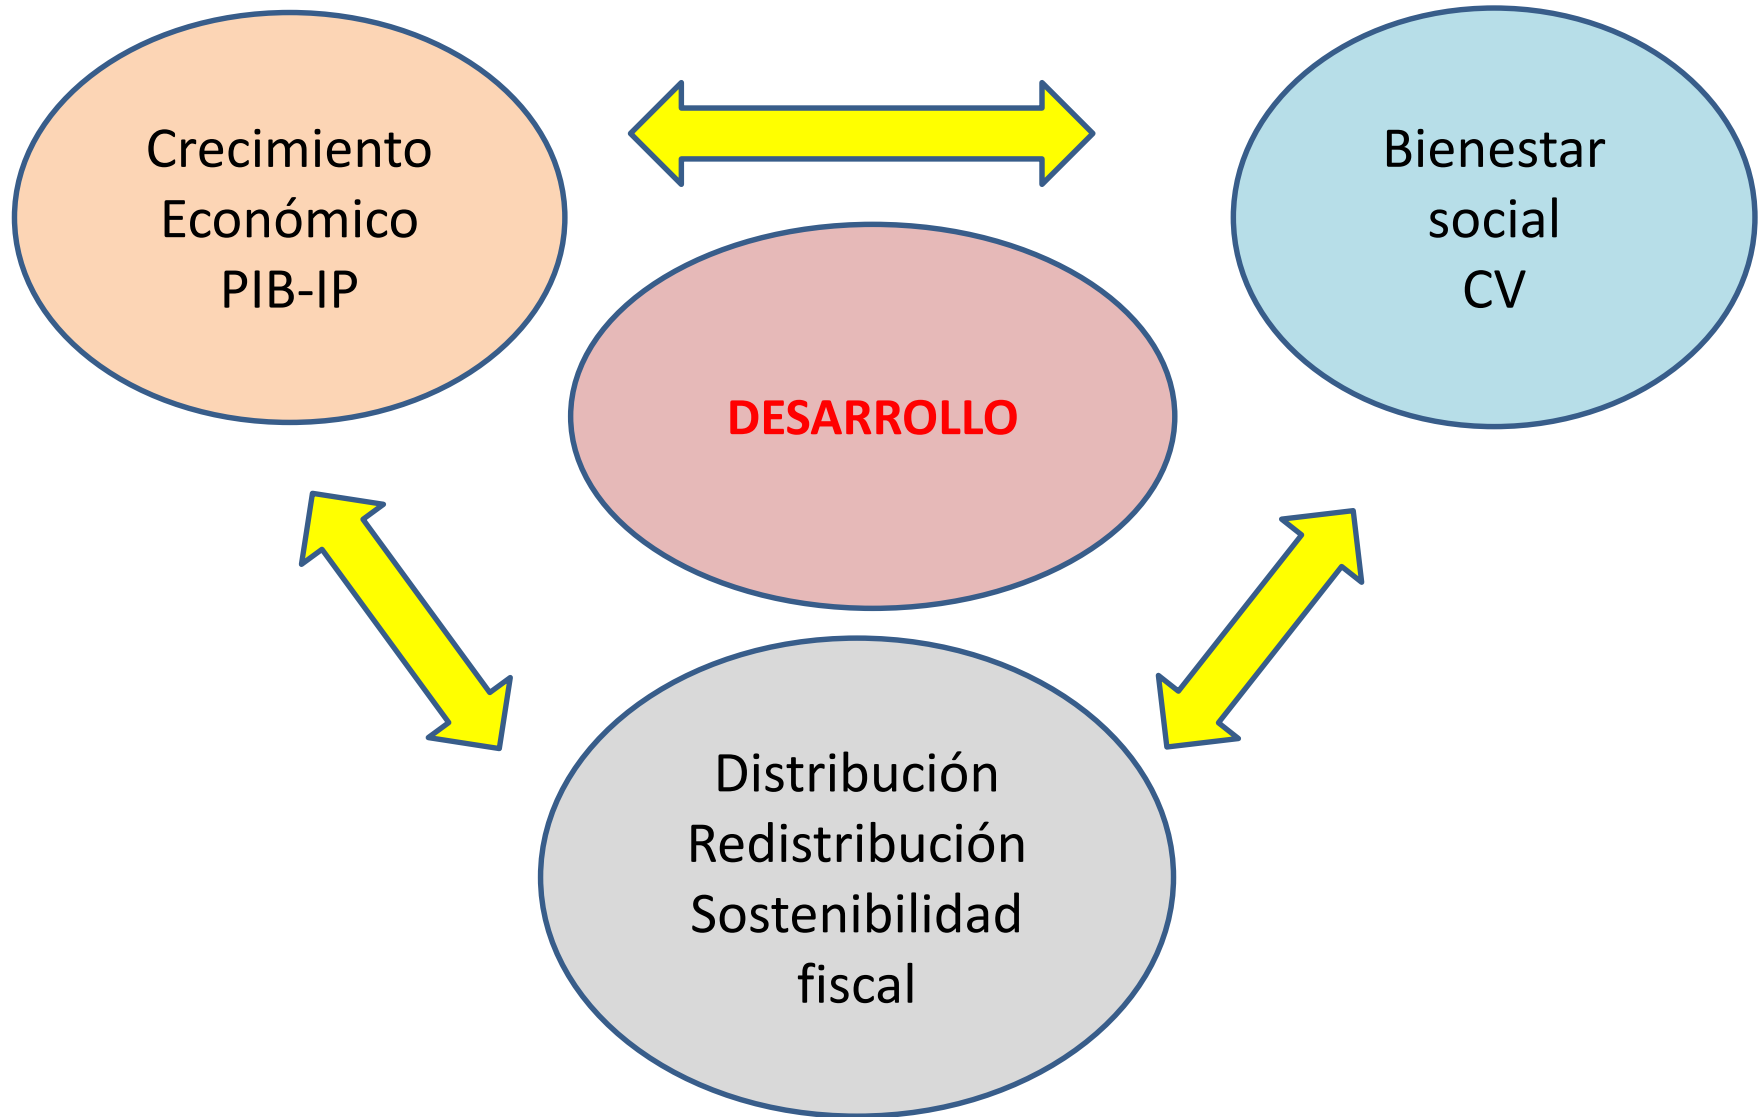 Crecimiento
Económico
PIB-IP
Bienestar
social
CV
DESARROLLO
Distribución
Redistribución
Sostenibilidad
fiscal